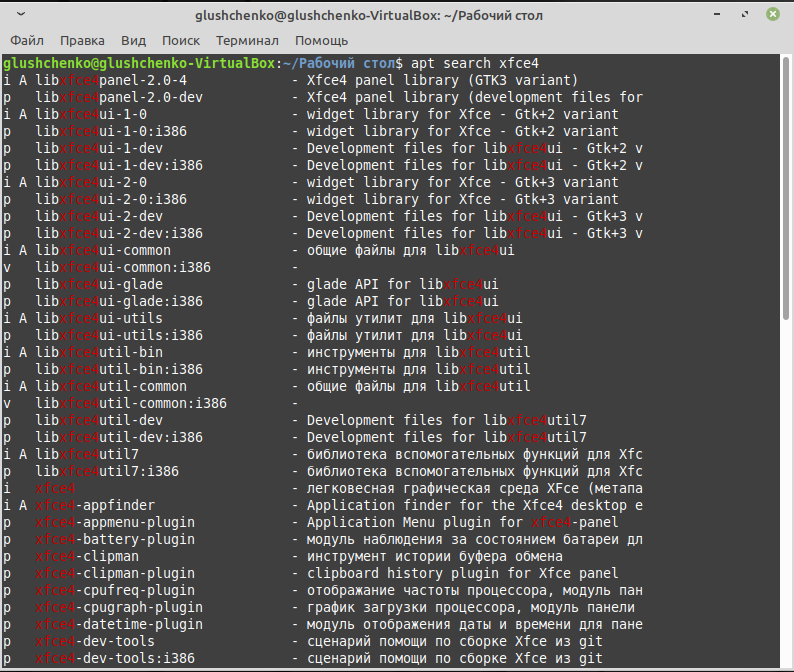 glushchenko@glushchenko-VirtualBox: ~/Рабочий стол
Файл Правка Вид Поиск Терминал Помощь
glushchenko@glushchenko-VirtualBox:~/Рабочий стол$ apt search xfce4
i A libxfce4panel-2.0-4 - Xfce4 panel library (GTK3 variant)
p libxfce4panel-2.0-dev - Xfce4 panel library (development files for
i A libxfce4ui-1-0 - widget library for Xfce - Gtk+2 variant
p libxfce4ui-1-0:i386 - widget library for Xfce - Gtk+2 variant
p libxfce4ui-1-dev - Development files for libxfce4ui - Gtk+2 v
p libxfce4ui-1-dev:i386 - Development files for libxfce4ui - Gtk+2 v
i A libxfce4ui-2-0 - widget library for Xfce - Gtk+3 variant
p libxfce4ui-2-0:i386 - widget library for Xfce - Gtk+3 variant
p libxfce4ui-2-dev - Development files for libxfce4ui - Gtk+3 v
p libxfce4ui-2-dev:i386 - Development files for libxfce4ui - Gtk+3 v
i A libxfce4ui-common - общие файлы для libxfce4ui
v libxfce4ui-common:i386 -
p libxfce4ui-glade - glade API for libxfce4ui
p libxfce4ui-glade:i386 - glade API for libxfce4ui
i A libxfce4ui-utils - файлы утилит для libxfce4ui
p libxfce4ui-utils:i386 - файлы утилит для libxfce4ui
i A libxfce4util-bin - инструменты для libxfce4util
p libxfce4util-bin:i386 - инструменты для libxfce4util
i A libxfce4util-common - общие файлы для libxfce4util
v libxfce4util-common:i386 -
p libxfce4util-dev - Development files for libxfce4util7
p libxfce4util-dev:i386 - Development files for libxfce4util7
i A libxfce4util7 - библиотека вспомогательных функций для Xfc
p libxfce4util7:i386 - библиотека вспомогательных функций для Xfc
i xfce4 - легковесная графическая среда XFce (метапа
i A xfce4-appfinder - Application finder for the Xfce4 desktop e
p xfce4-appmenu-plugin - Application Menu plugin for xfce4-panel
p xfce4-battery-plugin - модуль наблюдения за состоянием батареи дл
p xfce4-clipman - инструмент истории буфера обмена
p xfce4-clipman-plugin - clipboard history plugin for Xfce panel
p xfce4-cpufreq-plugin - отображание частоты процессора, модуль пан
p xfce4-cpugraph-plugin - график загрузки процессора, модуль панели
p xfce4-datetime-plugin - модуль отображения даты и времени для пане
p xfce4-dev-tools - сценарий помощи по сборке Xfce из git
p xfce4-dev-tools:i386 - сценарий помощи по сборке Xfce из git